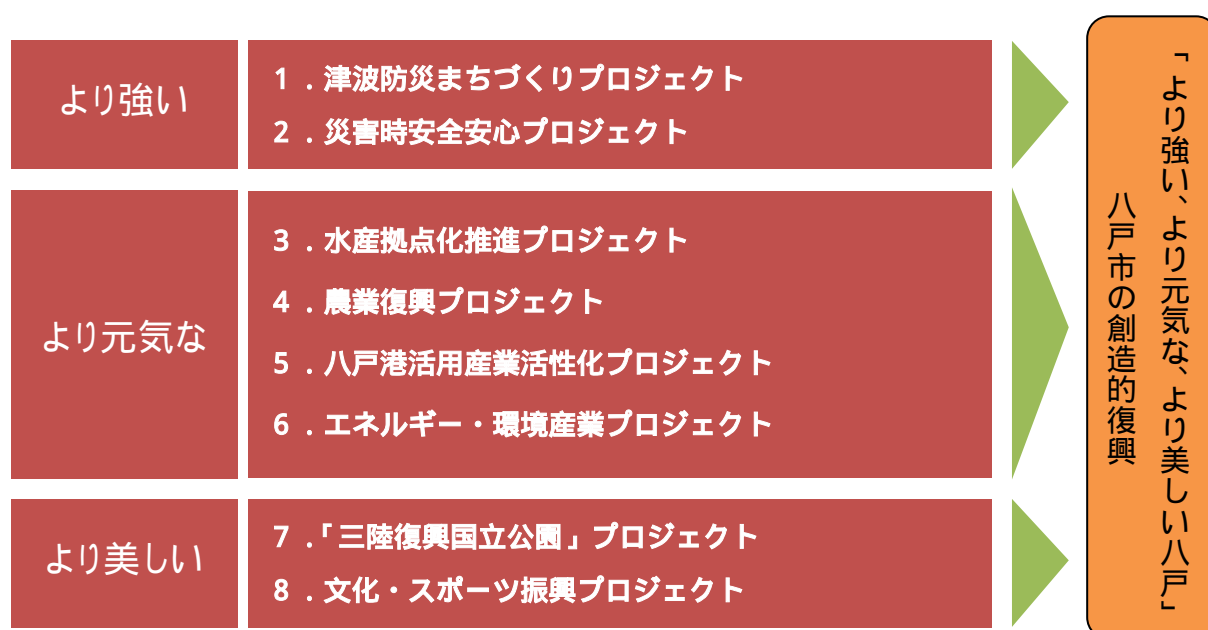 より強い
1．津波防災まちづくりプロジェクト
2．災害時安全安心プロジェクト
より元気な
3．水産拠点化推進プロジェクト
4．農業復興プロジェクト
5．八戸港活用産業活性化プロジェクト
6．エネルギー・環境産業プロジェクト
より美しい
7．「三陸復興国立公園」プロジェクト
8．文化・スポーツ振興プロジェクト
「より強い、より元気な、より美しい八戸」
八戸市の創造的復興